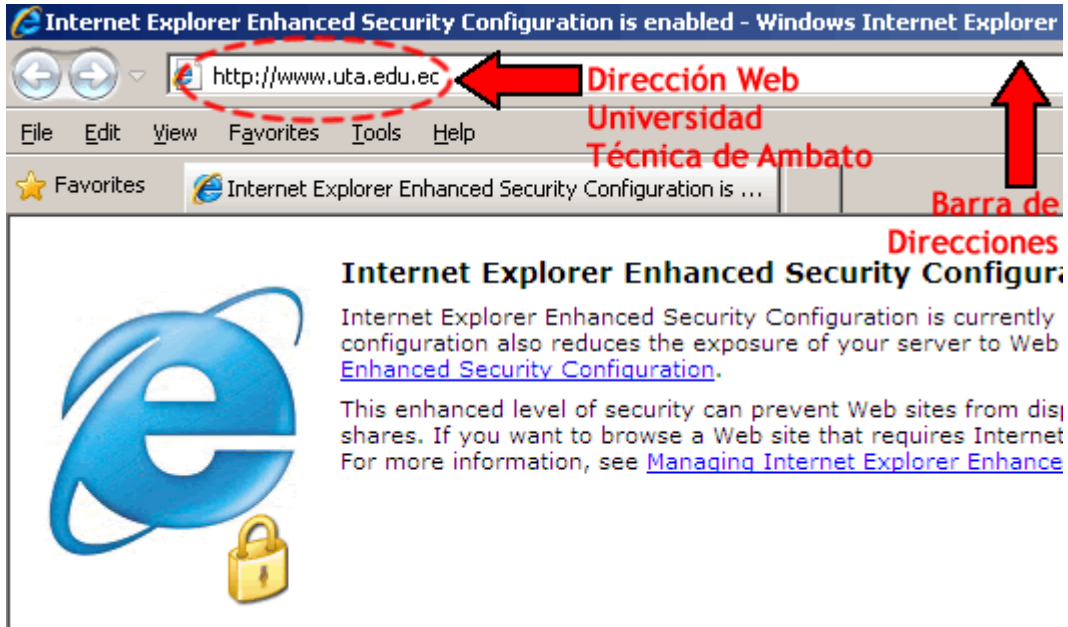 Internet Explorer Enhanced Security Configuration is enabled - Windows Internet Explorer
http://www.uta.edu.ec
Dirección Web
Universidad
Técnica de Ambato
File Edit View Favorites Tools Help
Favorites
Internet Explorer Enhanced Security Configuration is ...
Barra de
Direcciones
Internet Explorer Enhanced Security Configura
Internet Explorer Enhanced Security Configuration is currently
configuration also reduces the exposure of your server to Web
Enhanced Security Configuration.
This enhanced level of security can prevent Web sites from disp
shares. If you want to browse a Web site that requires Internet
For more information, see Managing Internet Explorer Enhance